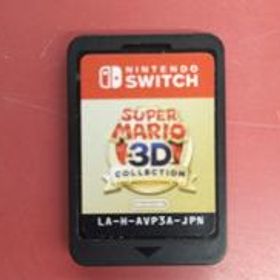 NINTENDO
SWITCH
SUPER
MARIO
3D
COLLECTION
LA-H-AVP3A-JPN